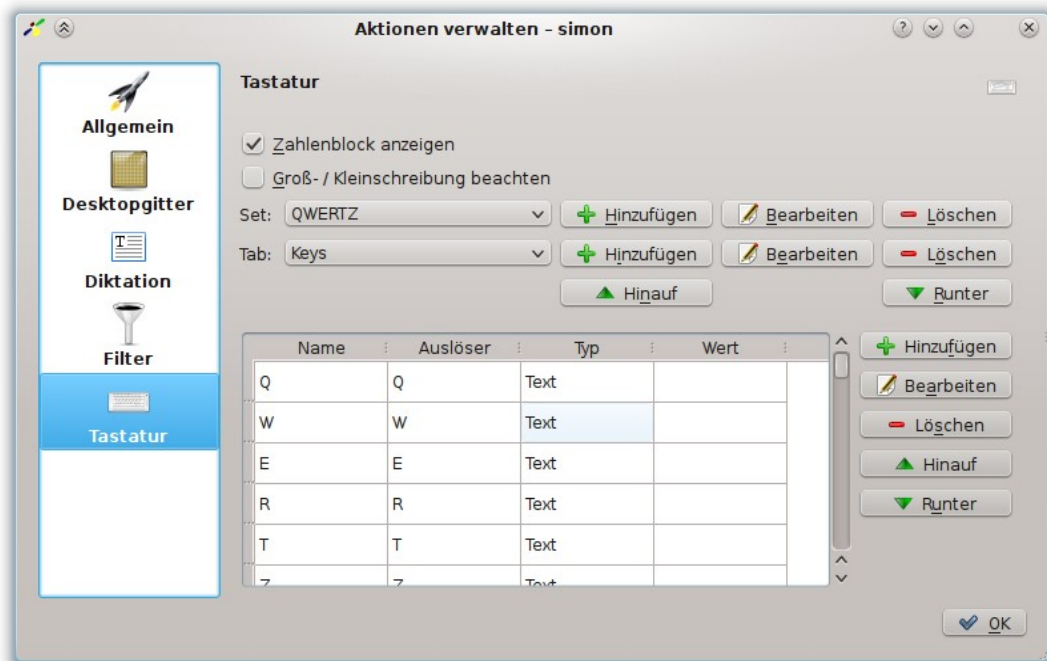 Aktionen verwalten – simon
Allgemein
Desktopgitter
Diktation
Filter
Tastatur
Tastatur
Zahlenblock anzeigen
Groß- / Kleinschreibung beachten
Set: QWERTZ Hinzufügen Bearbeiten Löschen
Tab: Keys Hinzufügen Bearbeiten Löschen
Hinauf Runter
Name Auslöser Typ Wert
Q Q Text
W W Text
E E Text
R R Text
T T Text
Z Z Text
Hinzufügen
Bearbeiten
Löschen
Hinauf
Runter
OK